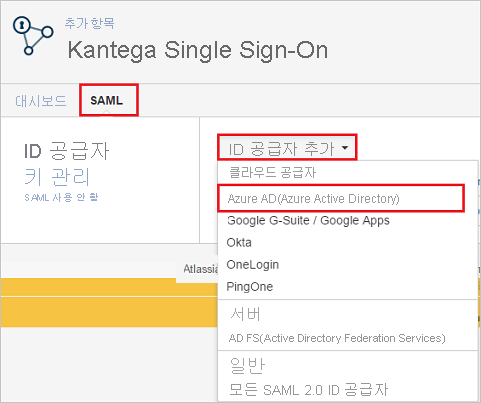 추가 항목
Kantega Single Sign-On
대시보드 SAML
ID 공급자
키 관리
SAML 사용 안 함
ID 공급자 추가
클라우드 공급자
Azure AD(Azure Active Directory)
Google G-Suite / Google Apps
Okta
OneLogin
PingOne
서버
AD FS(Active Directory Federation Services)
일반
모든 SAML 2.0 ID 공급자